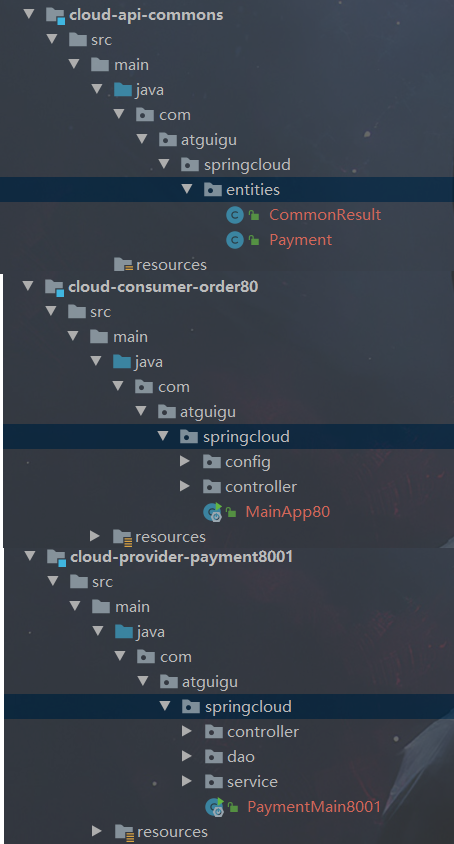 cloud-api-commons
src
main
java
com
atguigu
springcloud
entities
CommonResult
Payment
resources
cloud-consumer-order80
src
main
java
com
atguigu
springcloud
config
controller
MainApp80
resources
cloud-provider-payment8001
src
main
java
com
atguigu
springcloud
controller
dao
service
PaymentMain8001
resources